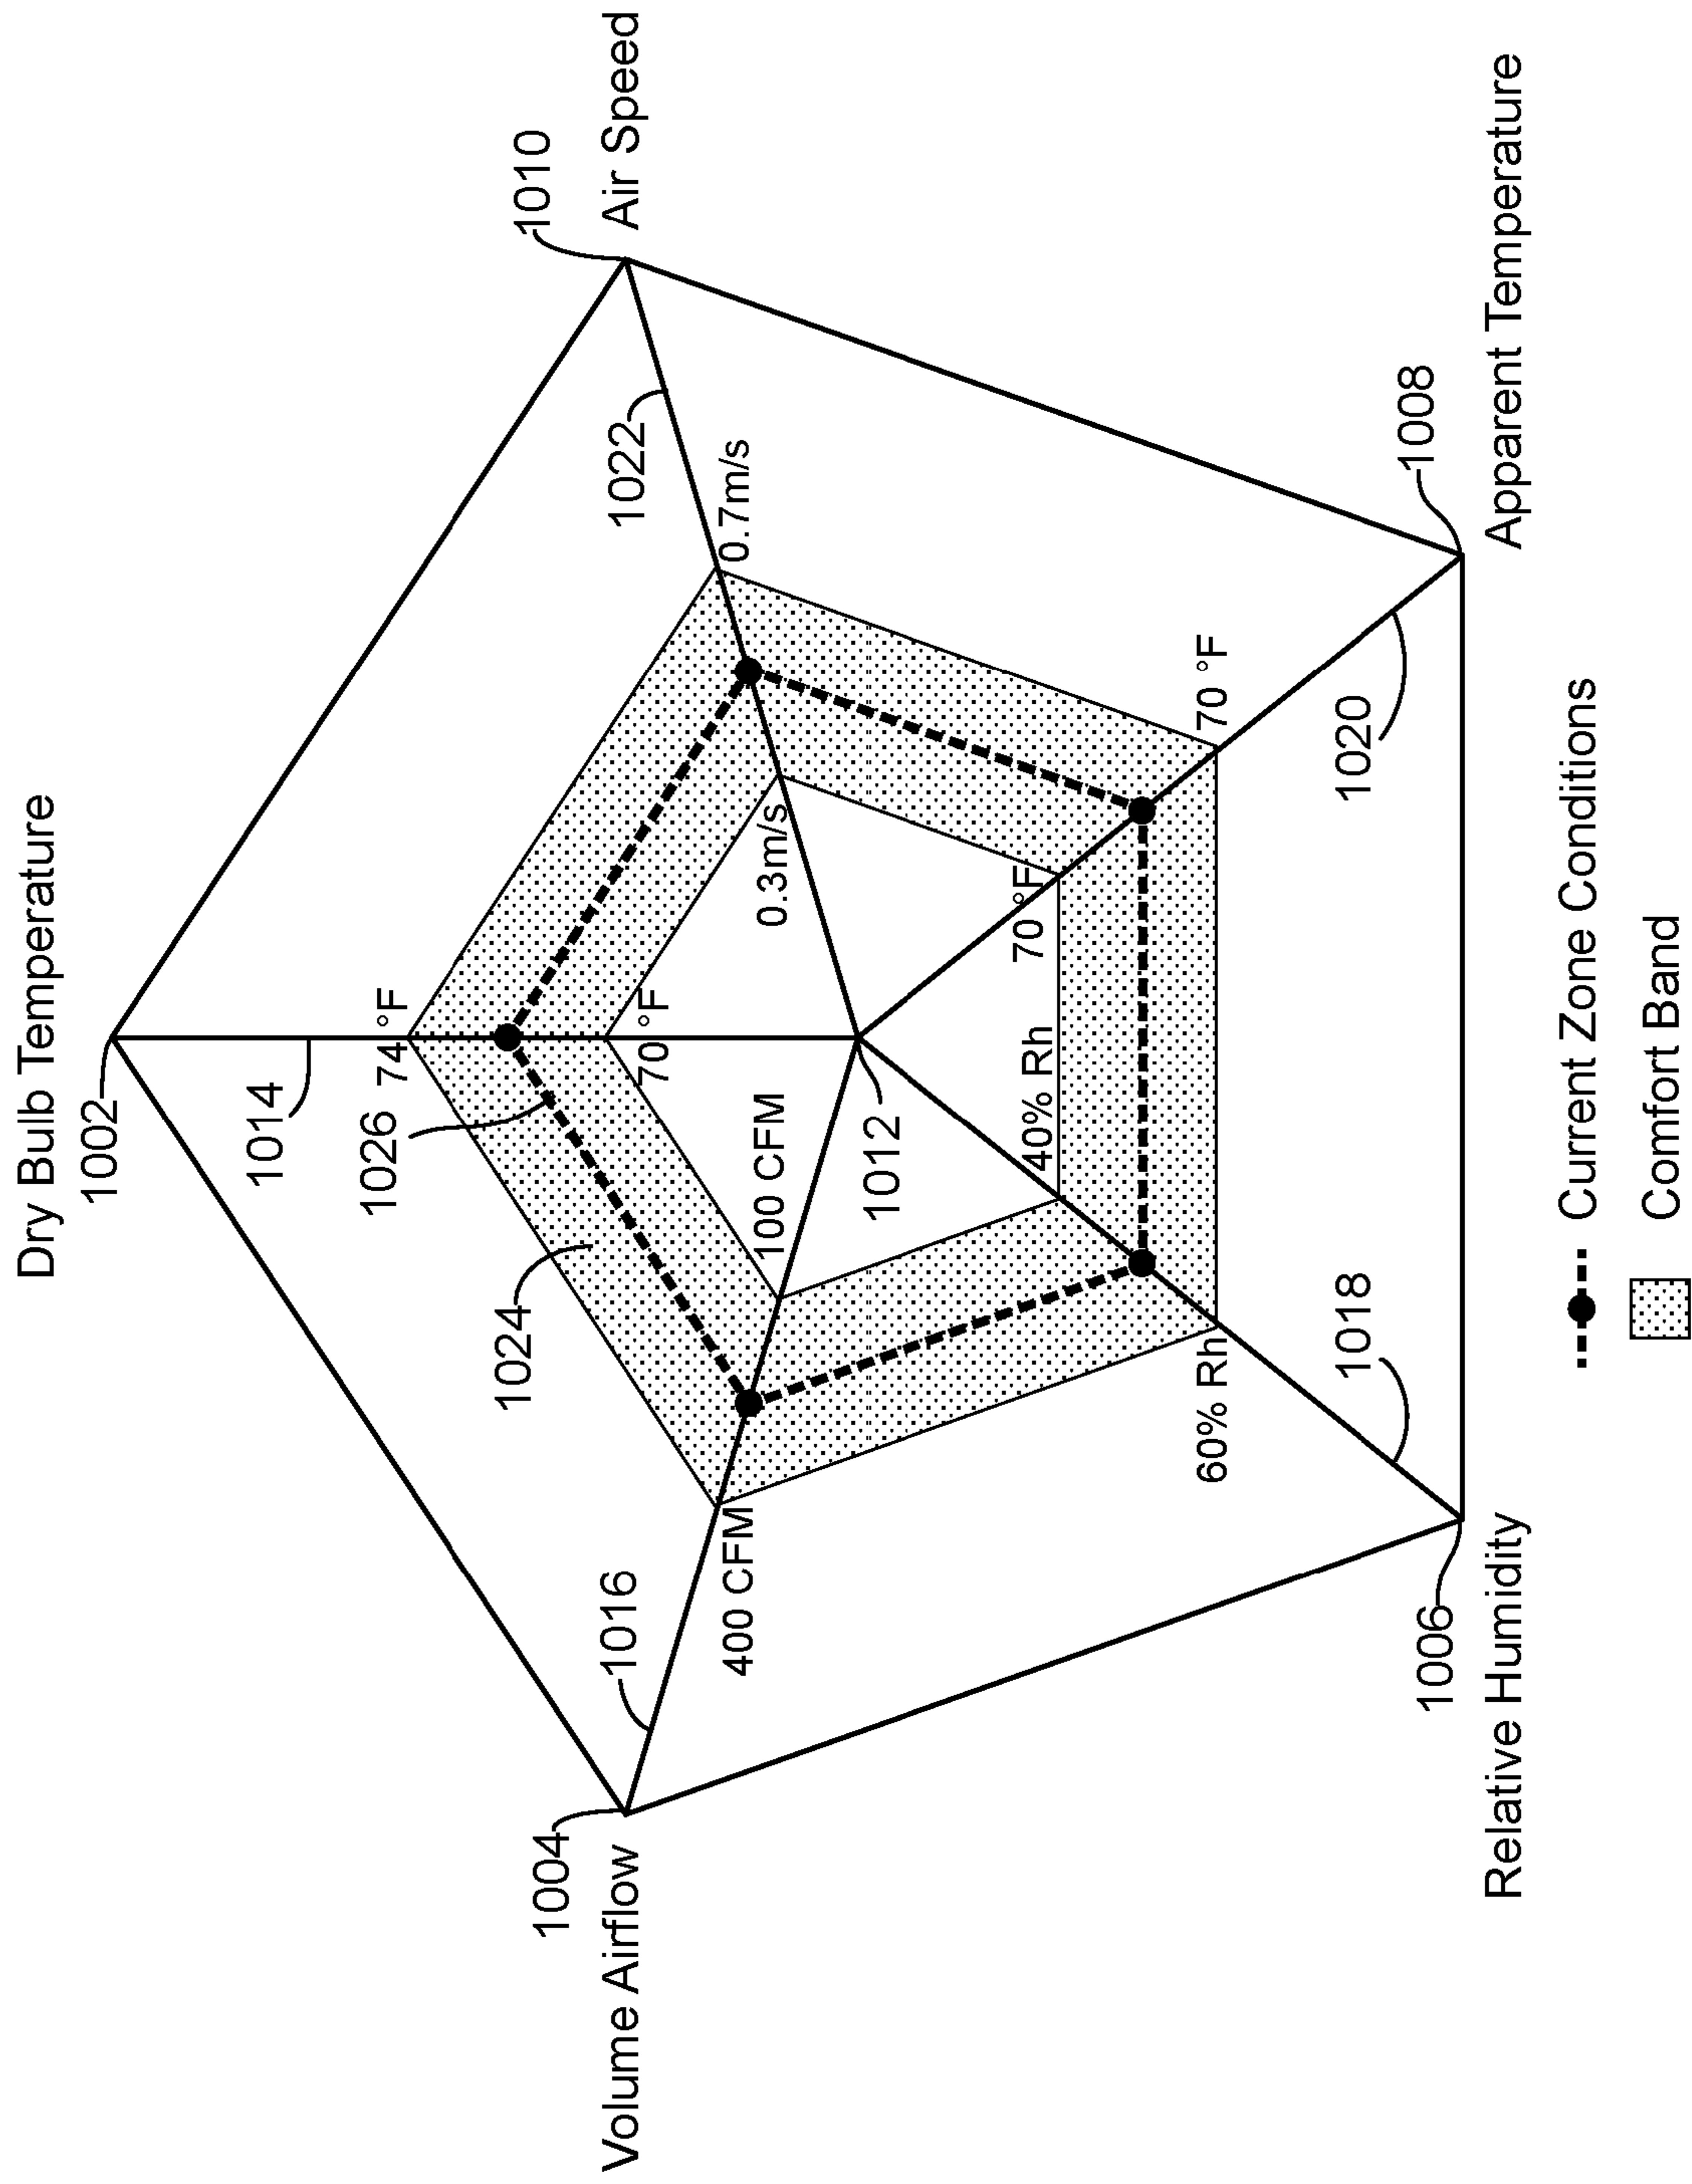 Dry Bulb Temperature
1002
1014
74 °F
1026
1024
70 °F
1004
Volume Airflow
1016
400 CFM
100 CFM
1010
Air Speed
1022
0.7m/s
0.3m/s
1012
40% Rh
70 °F
60% Rh
70 °F
1018
1020
1006
Relative Humidity
1008
Apparent Temperature
Current Zone Conditions
Comfort Band